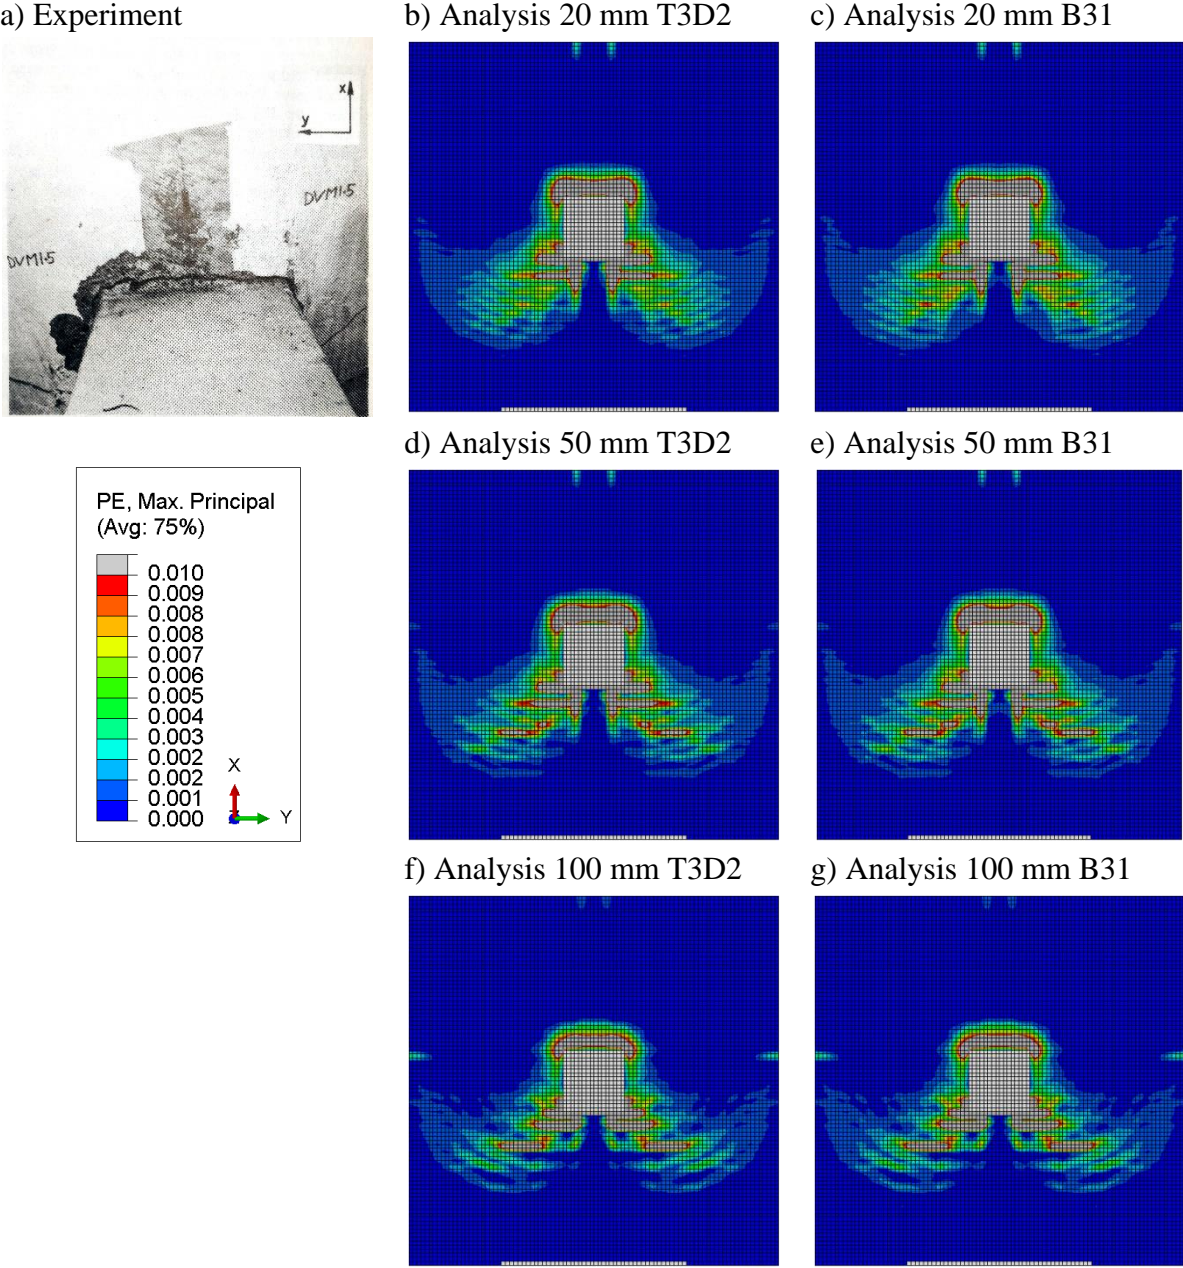 a) Experiment
b) Analysis 20 mm T3D2
c) Analysis 20 mm B31
x
y
DVM1·5
DVM1·5
d) Analysis 50 mm T3D2
e) Analysis 50 mm B31
PE, Max. Principal
(Avg: 75%)
0.010
0.009
0.008
0.008
0.007
0.006
0.005
0.004
0.003
0.002
0.002
0.001
0.000
X
Y
f) Analysis 100 mm T3D2
g) Analysis 100 mm B31